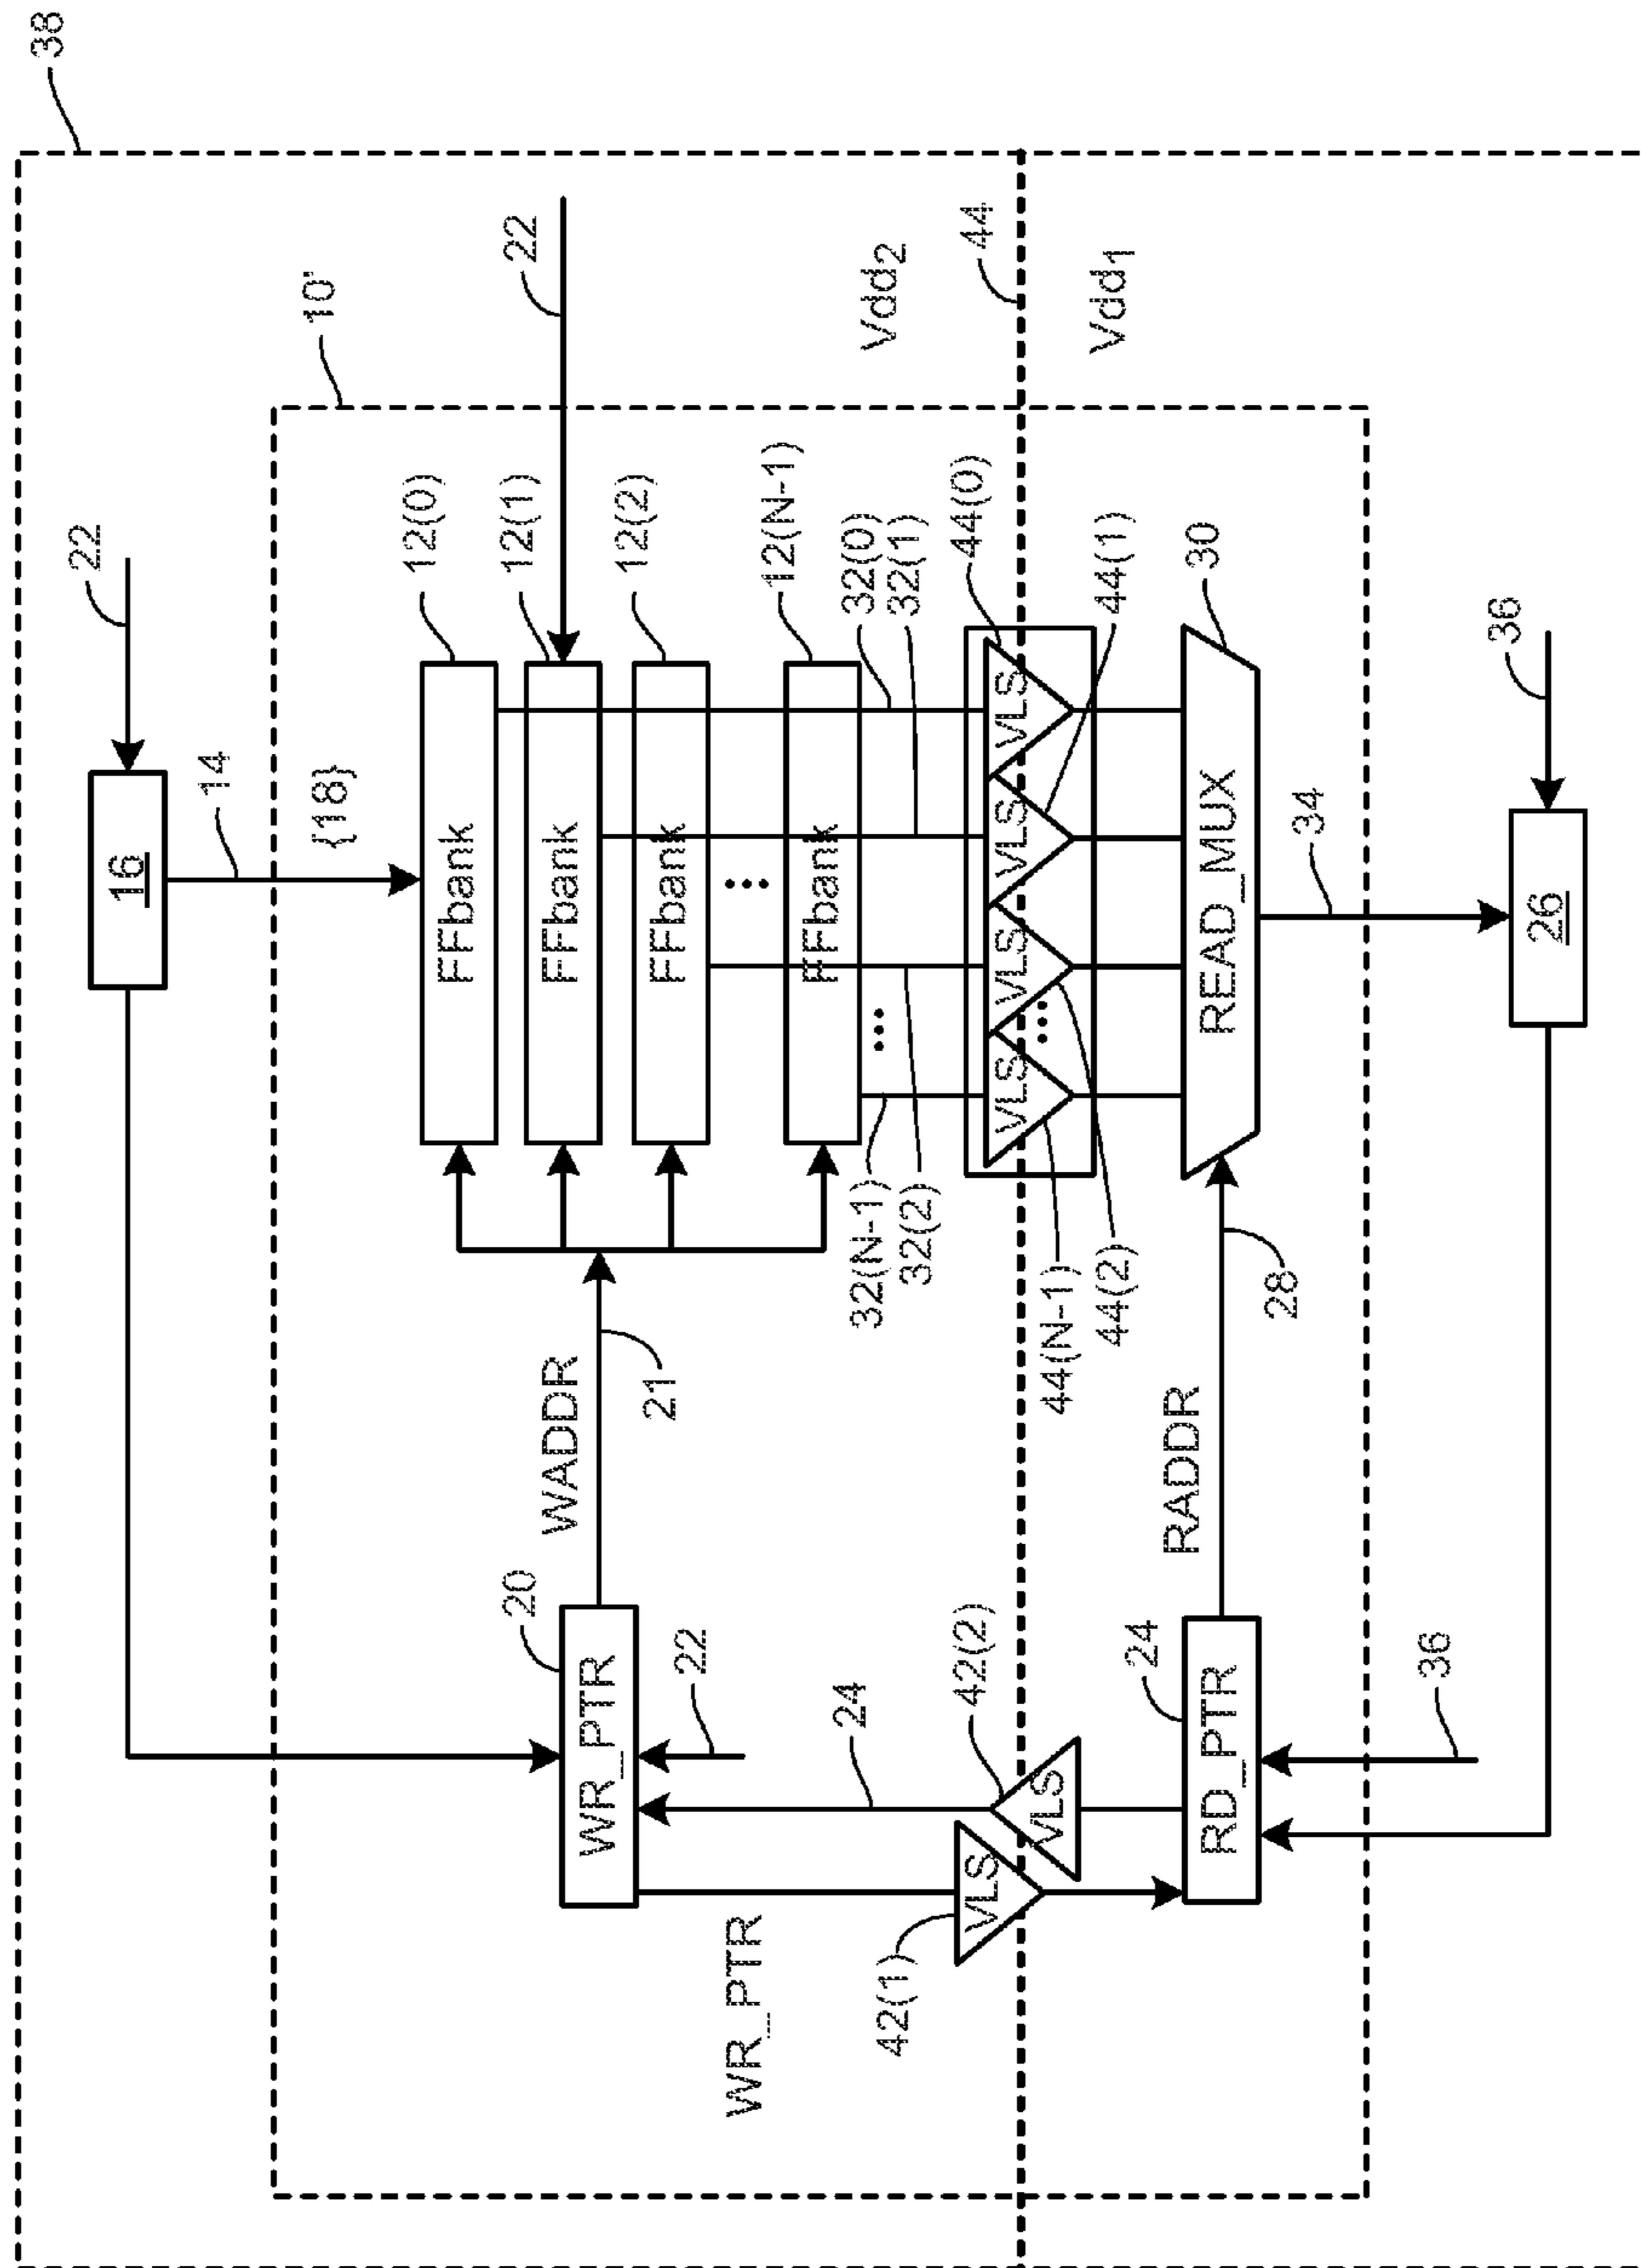 38
22
16
14
10'
{18}
22
FFbank
12(0)
FFbank
12(1)
FFbank
12(2)
FFbank
12(N-1)
WADDR
21
20
WR_PTR
22
24
WR_PTR
32(0)
32(1)
32(N-1)
32(2)
Vdd2
44
Vdd1
42(1)
VLS
VLS
42(2)
VLS
VLS
VLS
VLS
44(0)
44(1)
44(N-1)
44(2)
RADDR
28
24
RD_PTR
READ_MUX
30
36
34
26
36